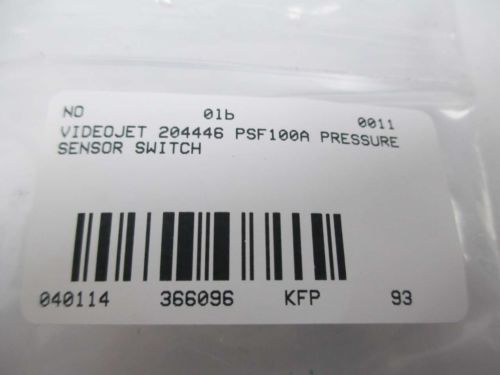 NO 01b 0011
VIDEOJET 204446 PSF100A PRESSURE
SENSOR SWITCH
040114 366096 KFP 93